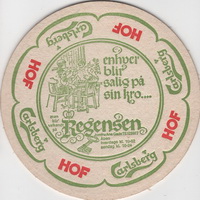 enhver
blir
salig på
sin kro....
Regensen
HOF
Carlsberg
HOF
Carlsberg
HOF
Carlsberg
HOF
Carlsberg